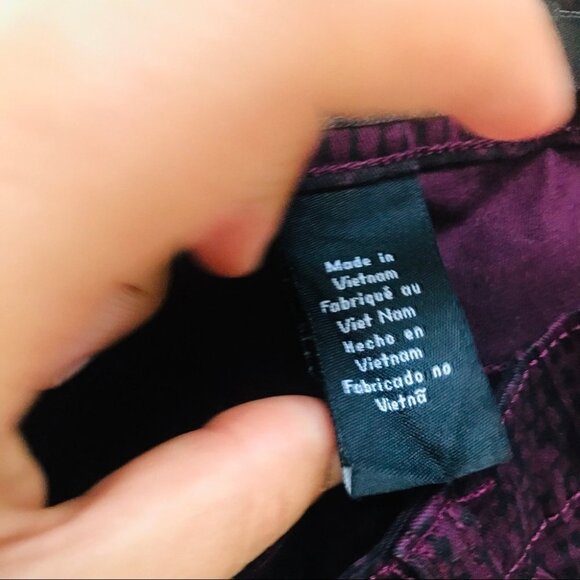 Made in
Vietnam
Fabriqué au
Viet Nam
Hecho en
Vietnam
Fabricado no
Vietnã